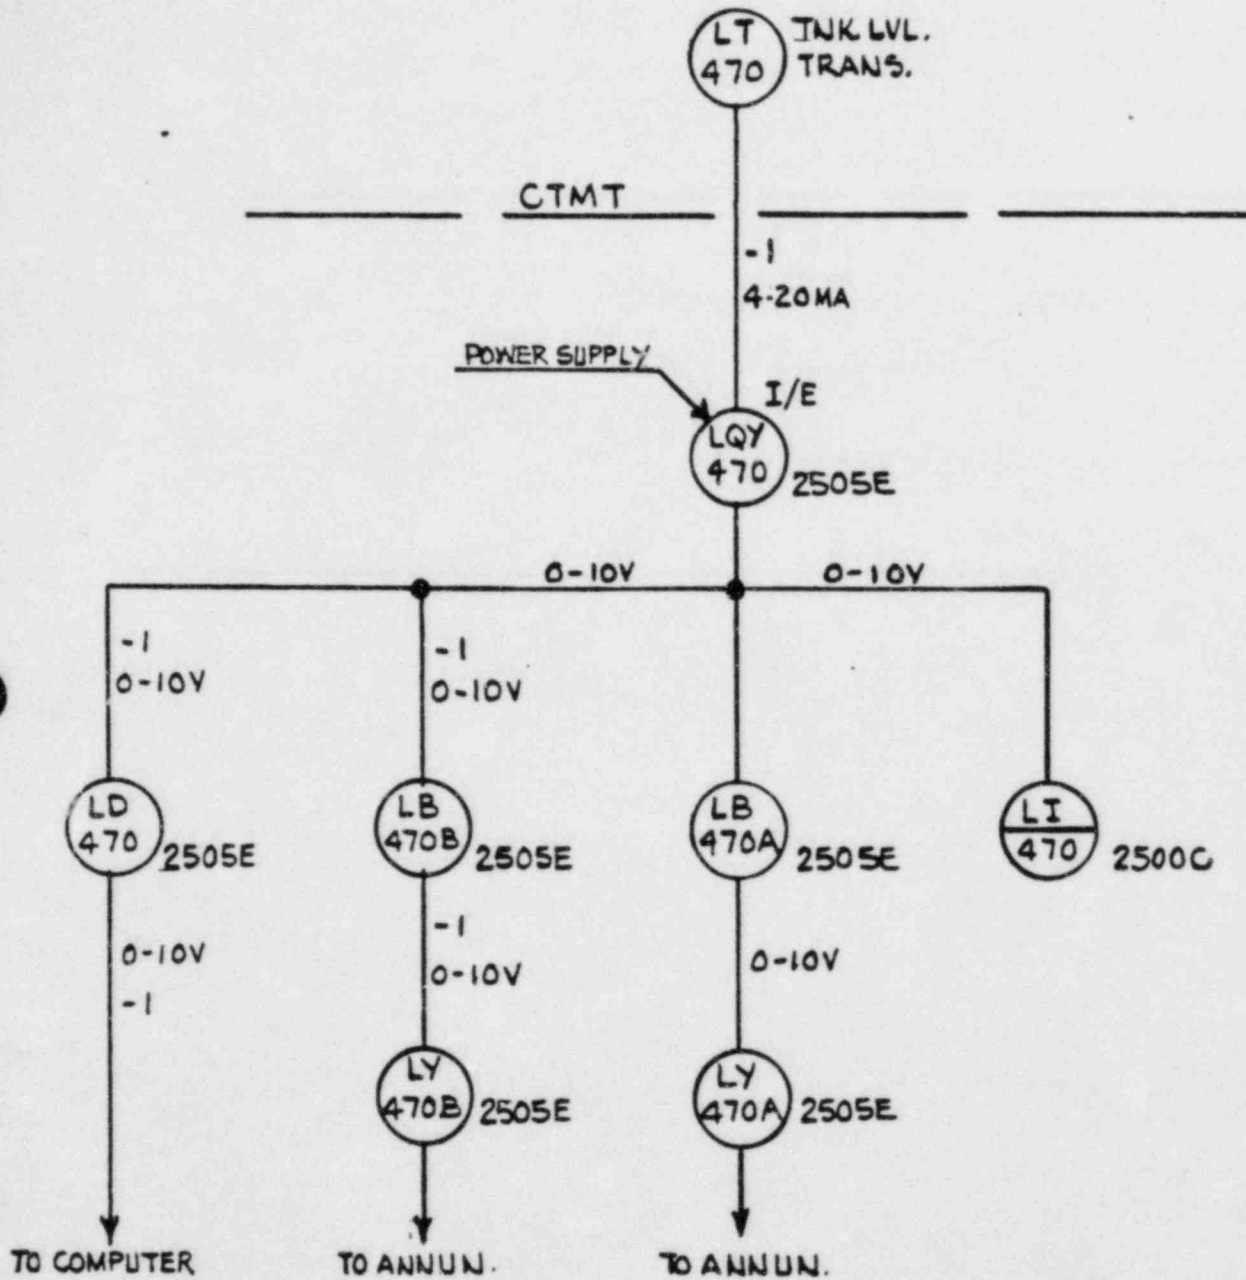 LT
470
INK LVL.
TRANS.
CTMT
-1
4-20MA
POWER SUPPLY
I/E
LQY
470
2505E
0-10V
0-10V
-1
0-10V
-1
0-10V
LD
470
2505E
LB
470B
2505E
LB
470A
2505E
LI
470
2500C
0-10V
-1
-1
0-10V
0-10V
LY
470B
2505E
LY
470A
2505E
TO COMPUTER
TO ANNUN.
TO ANNUN.